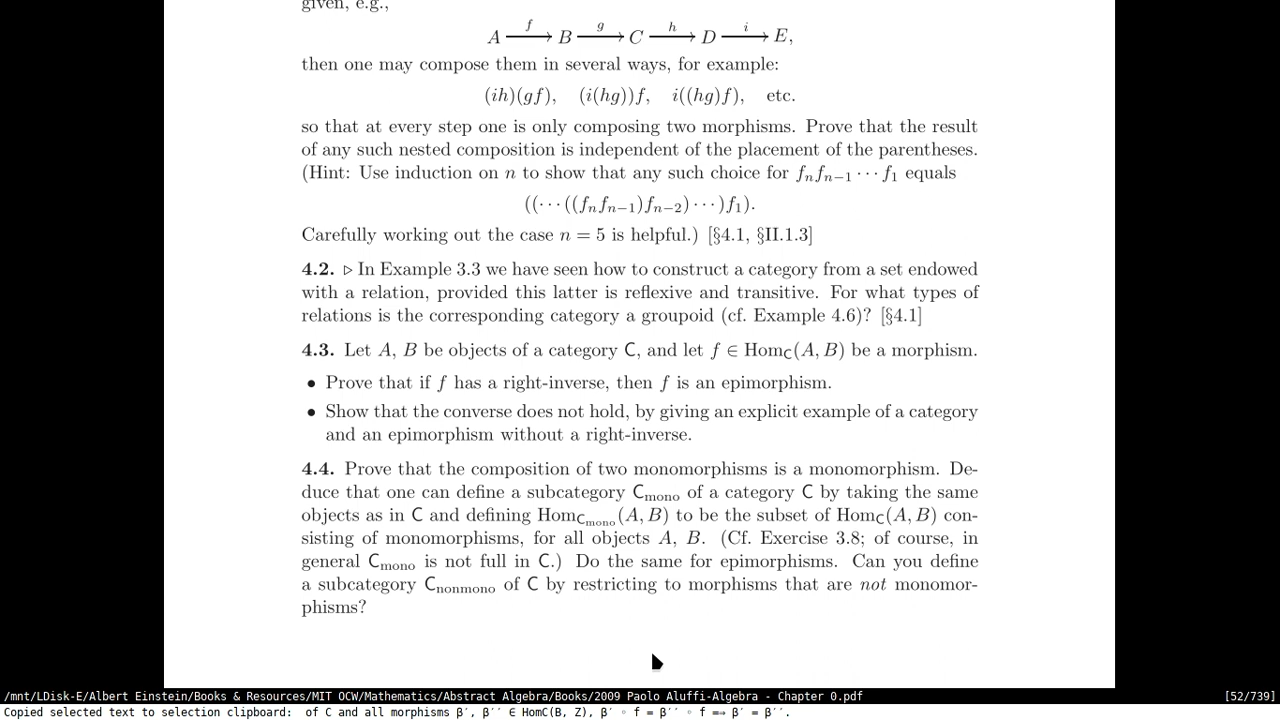 given, e.g.,
A —f→ B —g→ C —h→ D —i→ E,
then one may compose them in several ways, for example:
(ih)(gf), (i(hg))f, i((hg)f), etc.
so that at every step one is only composing two morphisms. Prove that the result
of any such nested composition is independent of the placement of the parentheses.
(Hint: Use induction on n to show that any such choice for fₙfₙ₋₁ ··· f₁ equals
((··· ((fₙfₙ₋₁)fₙ₋₂) ···)f₁).
Carefully working out the case n = 5 is helpful.) [§4.1, §II.1.3]
4.2. ▷ In Example 3.3 we have seen how to construct a category from a set endowed
with a relation, provided this latter is reflexive and transitive. For what types of
relations is the corresponding category a groupoid (cf. Example 4.6)? [§4.1]
4.3. Let A, B be objects of a category C, and let f ∈ Hom_C(A, B) be a morphism.
• Prove that if f has a right-inverse, then f is an epimorphism.
• Show that the converse does not hold, by giving an explicit example of a category
and an epimorphism without a right-inverse.
4.4. Prove that the composition of two monomorphisms is a monomorphism. De-
duce that one can define a subcategory C_mono of a category C by taking the same
objects as in C and defining Hom_C_mono(A, B) to be the subset of Hom_C(A, B) con-
sisting of monomorphisms, for all objects A, B. (Cf. Exercise 3.8; of course, in
general C_mono is not full in C.) Do the same for epimorphisms. Can you define
a subcategory C_nonmono of C by restricting to morphisms that are not monomor-
phisms?
/mnt/LDisk-E/Albert Einstein/Books & Resources/MIT OCW/Mathematics/Abstract Algebra/Books/2009 Paolo Aluffi-Algebra - Chapter 0.pdf [52/739]
Copied selected text to selection clipboard: of C and all morphisms β′, β′′ ∈ HomC(B, Z), β′ ◦ f = β′′ ◦ f =⇒ β′ = β′′.